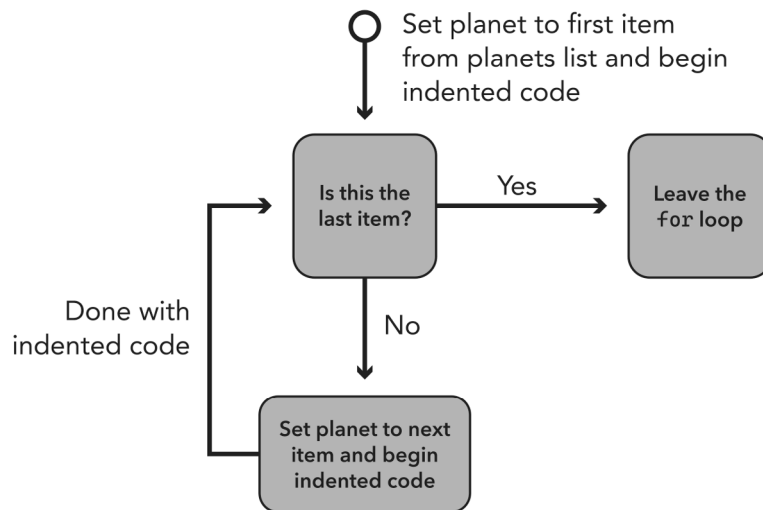 Set planet to first item
from planets list and begin
indented code
Is this the
last item?
Yes
Leave the
for loop
Done with
indented code
No
Set planet to next
item and begin
indented code